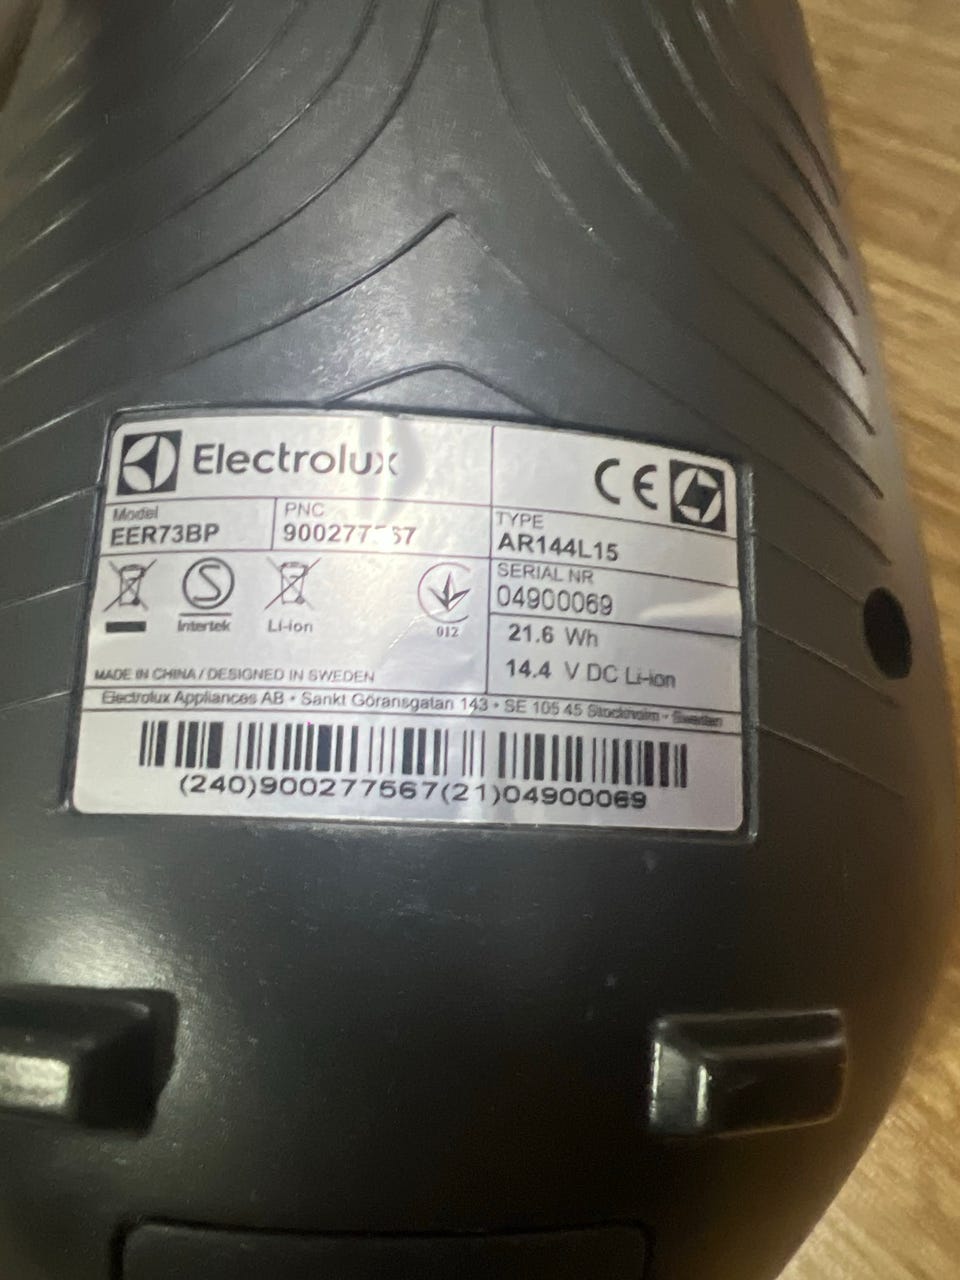 Electrolux
CE
Model
EER73BP
PNC
TYPE
AR144L15
SERIAL NR
04900069
Intertek
Li-ion
012
21.6 Wh
14.4 V DC Li-ion
MADE IN CHINA / DESIGNED IN SWEDEN
Electrolux Appliances AB • Sankt Göransgatan 143 • SE 105 45 Stockholm - Sweden
(240)900277567(21)04900069